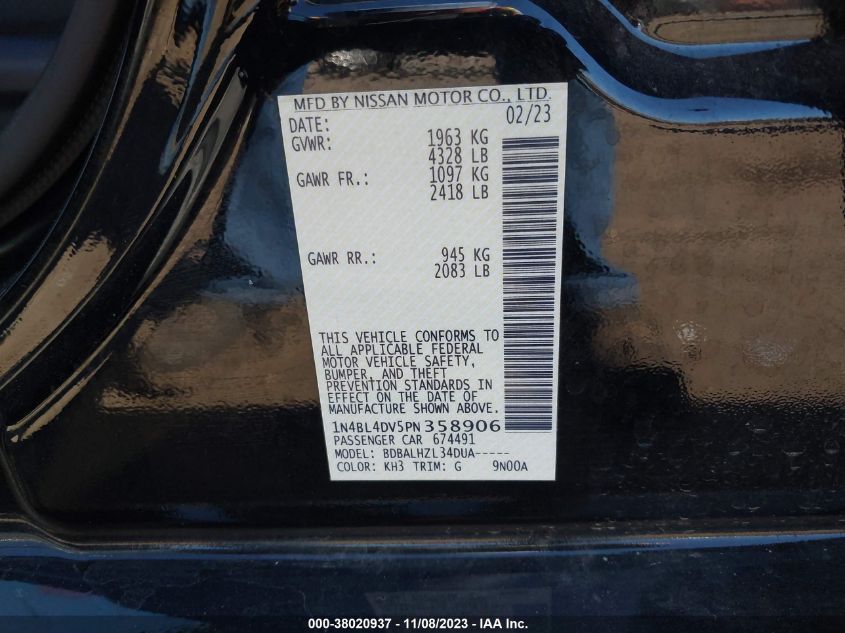 MFD BY NISSAN MOTOR CO., LTD.
DATE: 02/23
GVWR: 1963 KG
4328 LB
GAWR FR.: 1097 KG
2418 LB
GAWR RR.: 945 KG
2083 LB
THIS VEHICLE CONFORMS TO
ALL APPLICABLE FEDERAL
MOTOR VEHICLE SAFETY,
BUMPER, AND THEFT
PREVENTION STANDARDS IN
EFFECT ON THE DATE OF
MANUFACTURE SHOWN ABOVE.
1N4BL4DV5PN358906
PASSENGER CAR 674491
MODEL: BDBALHZL34DUA-----
COLOR: KH3 TRIM: G 9N00A
000-38020937 - 11/08/2023 - IAA Inc.